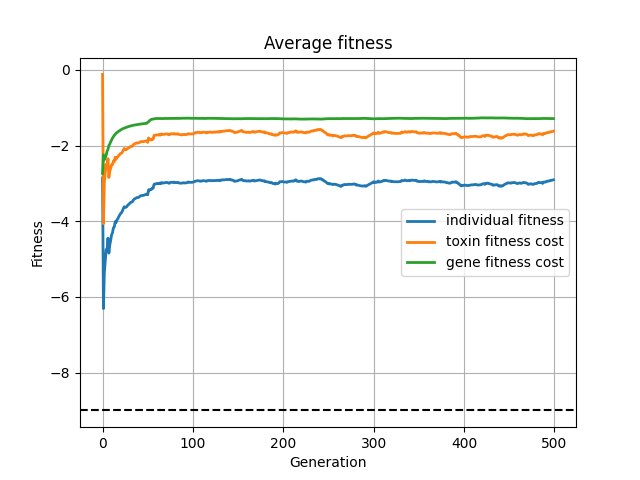 Average fitness
Fitness
0
−2
−4
−6
−8
individual fitness
toxin fitness cost
gene fitness cost
0 100 200 300 400 500
Generation